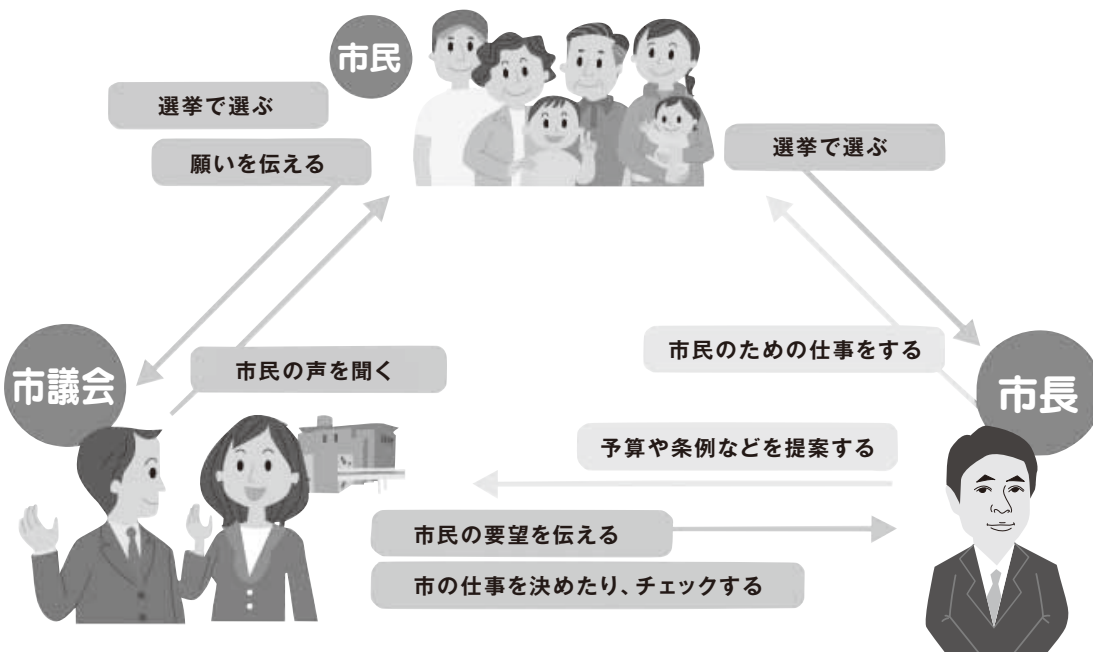 市民
選挙で選ぶ
願いを伝える
選挙で選ぶ
市議会
市民の声を聞く
市民のための仕事をする
市長
予算や条例などを提案する
市民の要望を伝える
市の仕事を決めたり、チェックする